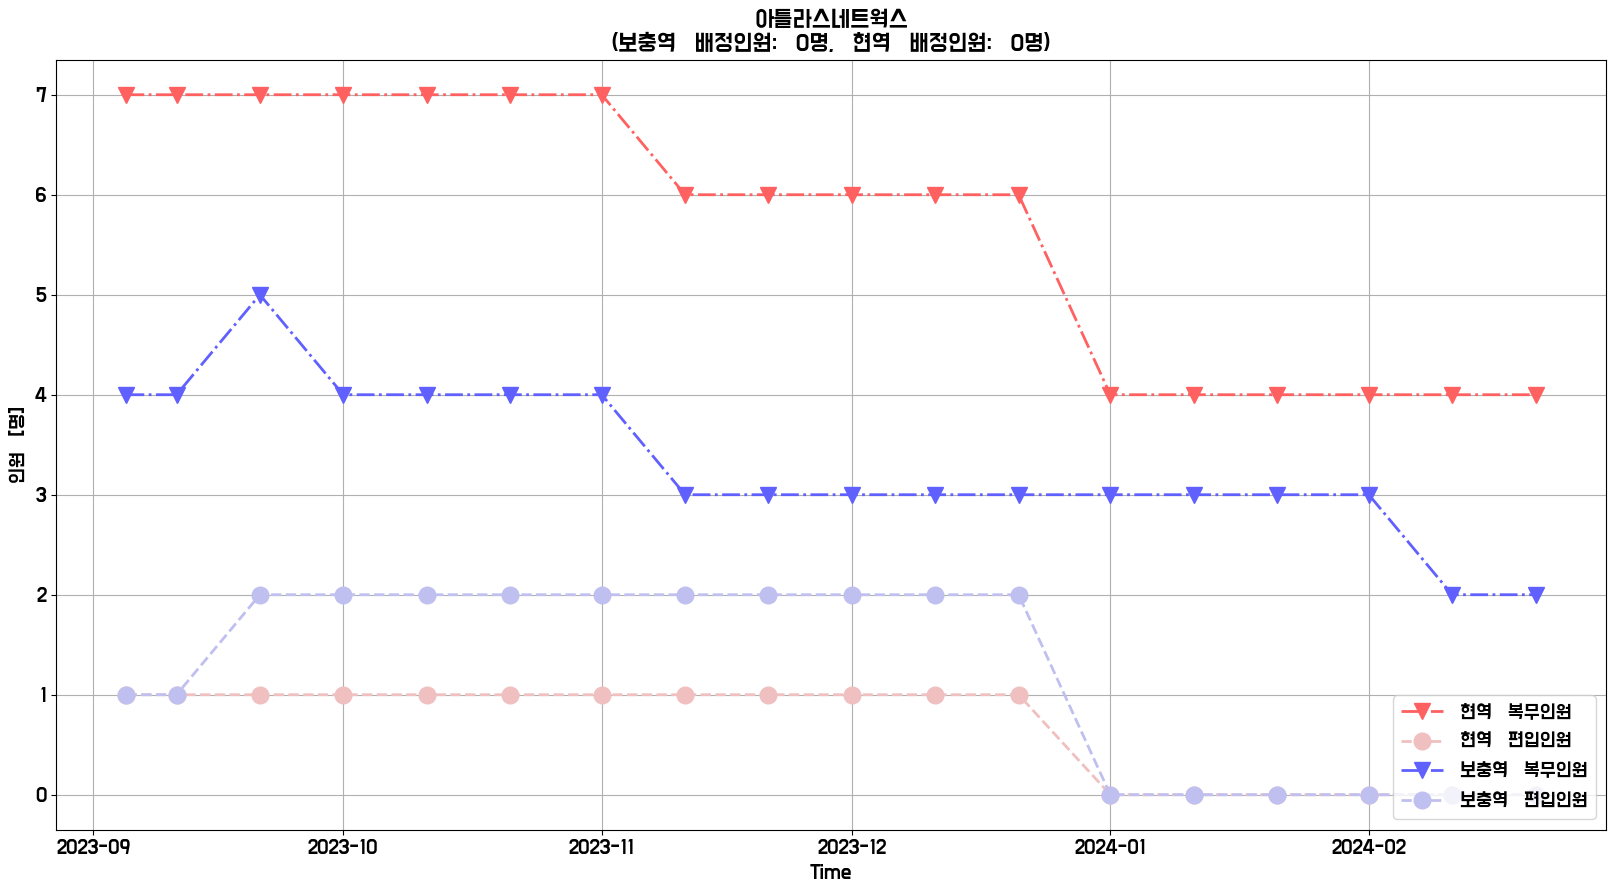 아틀라스네트웍스
(보충역 배정인원: 0명, 현역 배정인원: 0명)
7
6
5
4
3
2
1
0
인원 [명]
2023-09 2023-10 2023-11 2023-12 2024-01 2024-02
Time
현역 복무인원
현역 편입인원
보충역 복무인원
보충역 편입인원